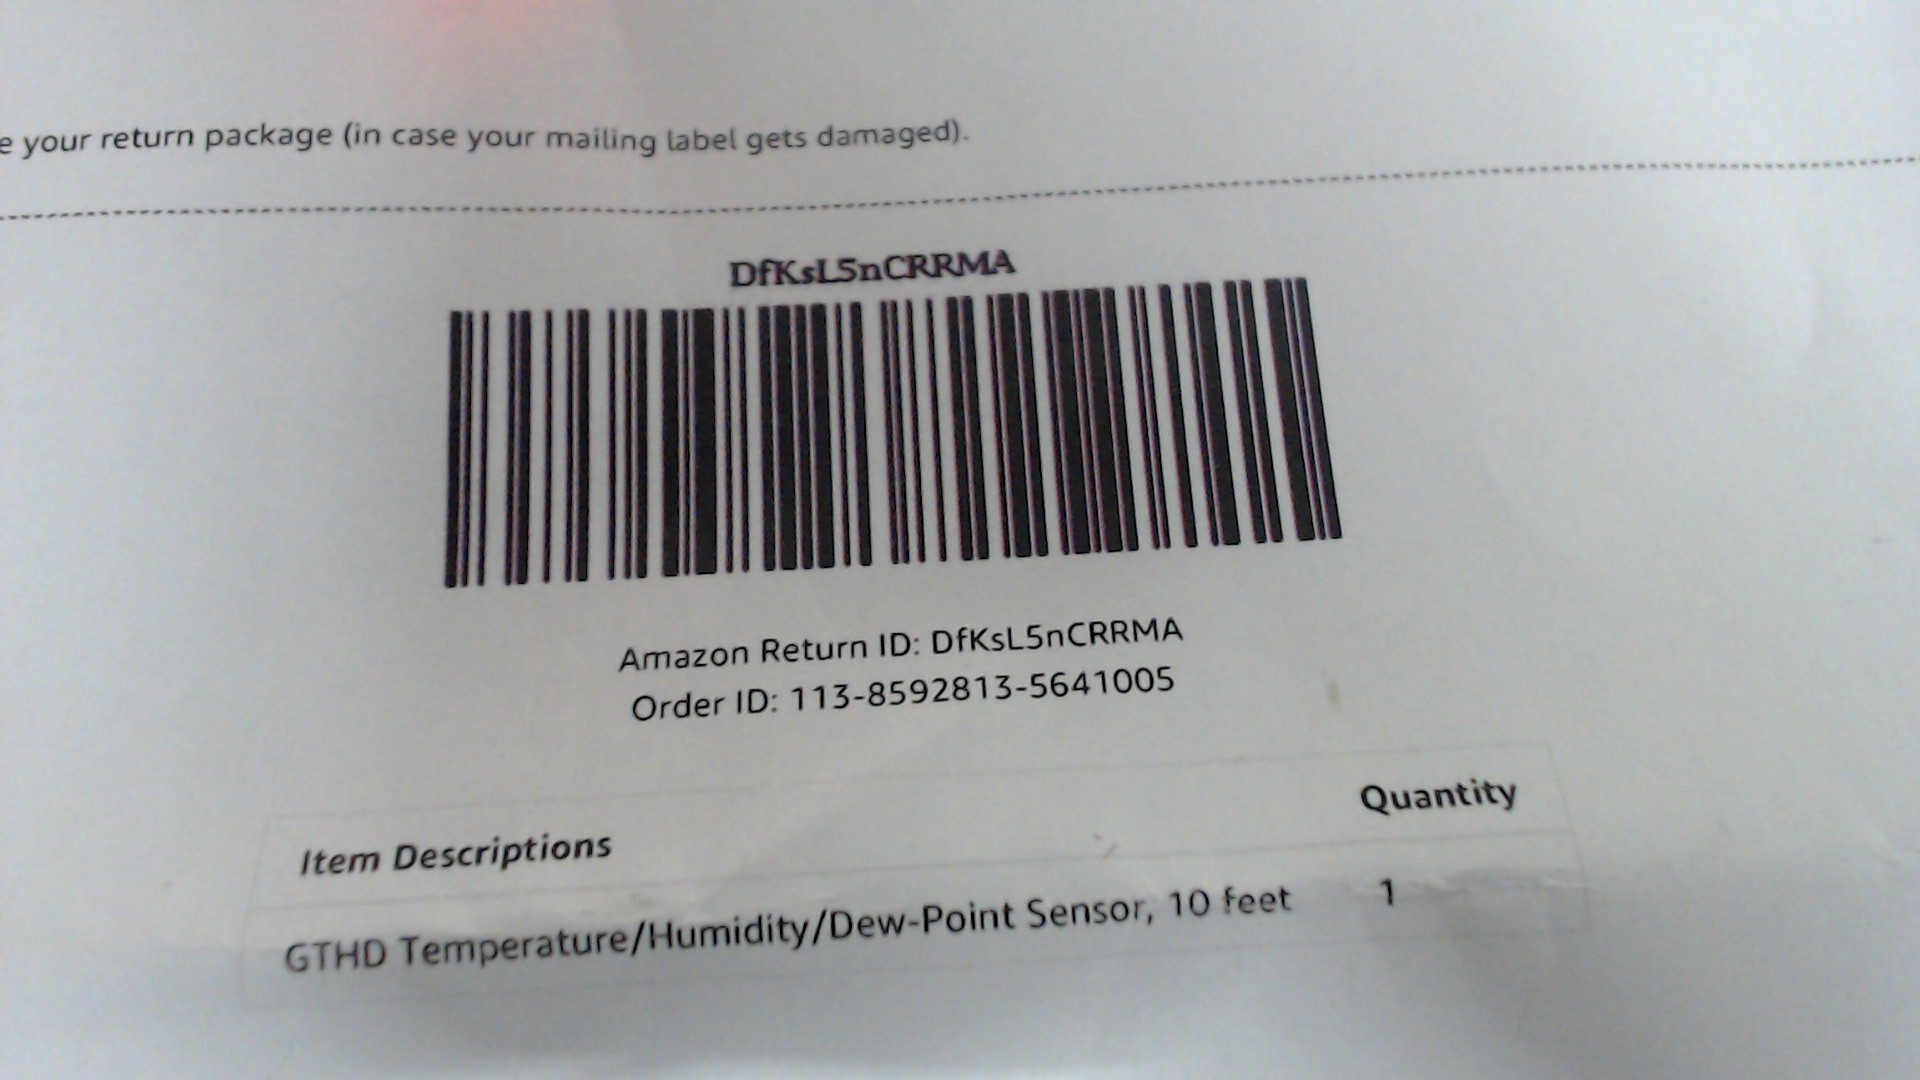 e your return package (in case your mailing label gets damaged).
DfKsL5nCRRMA
Amazon Return ID: DfKsL5nCRRMA
Order ID: 113-8592813-5641005
Item Descriptions Quantity
GTHD Temperature/Humidity/Dew-Point Sensor, 10 feet 1